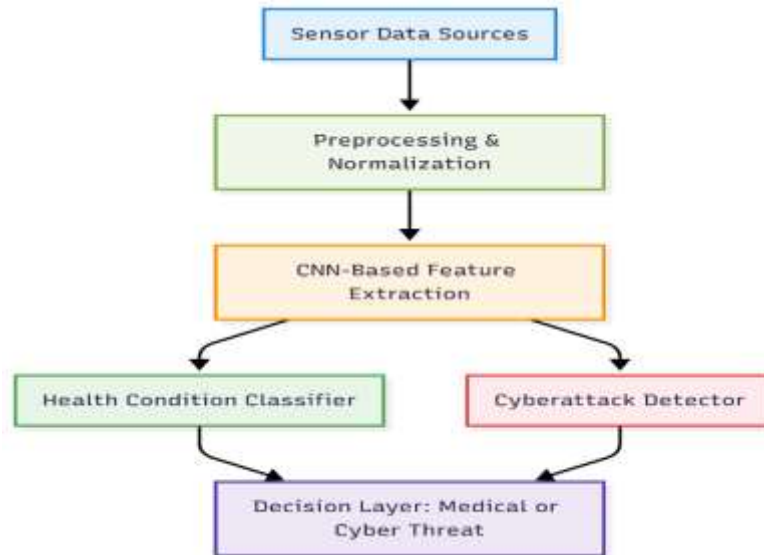 Sensor Data Sources
Preprocessing &
Normalization
CNN-Based Feature
Extraction
Health Condition Classifier
Cyberattack Detector
Decision Layer: Medical or
Cyber Threat